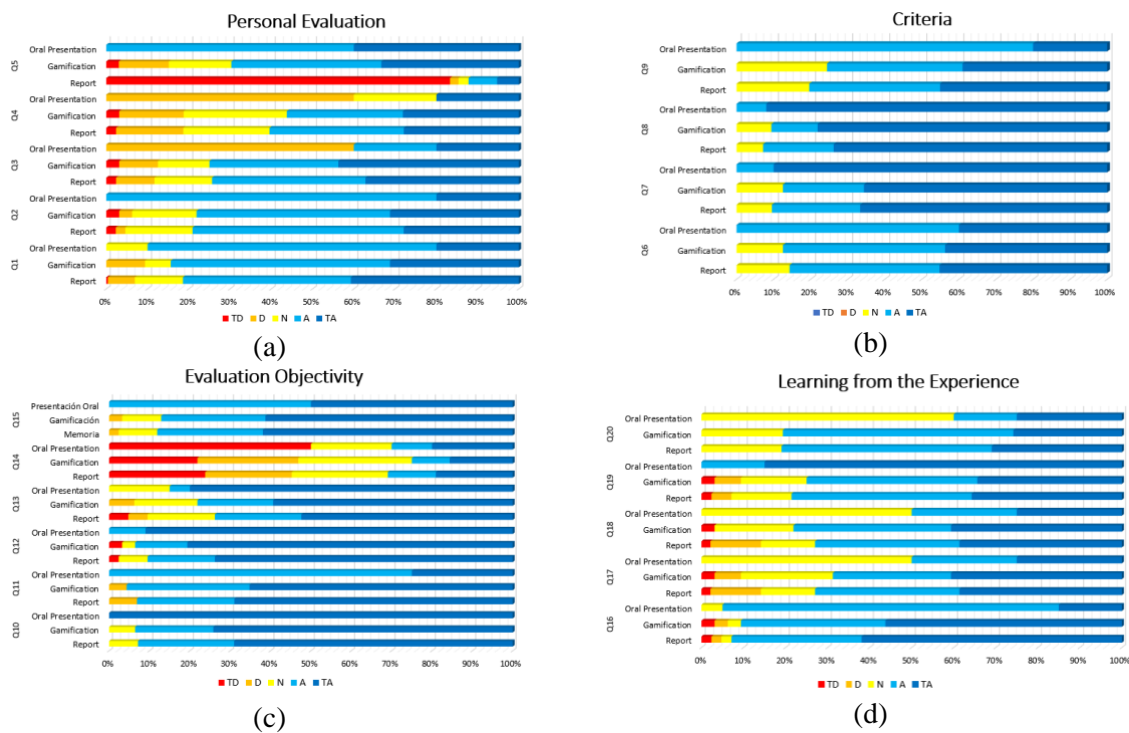 Personal Evaluation
Q5
Oral Presentation
Gamification
Report
Q4
Oral Presentation
Gamification
Report
Q3
Oral Presentation
Gamification
Report
Q2
Oral Presentation
Gamification
Report
Q1
Oral Presentation
Gamification
Report
0% 10% 20% 30% 40% 50% 60% 70% 80% 90% 100%
TD D N A TA
(a)
Criteria
Q9
Oral Presentation
Gamification
Report
Q8
Oral Presentation
Gamification
Report
Q7
Oral Presentation
Gamification
Report
Q6
Oral Presentation
Gamification
Report
0% 10% 20% 30% 40% 50% 60% 70% 80% 90% 100%
TD D N A TA
(b)
Evaluation Objectivity
Q15
Presentación Oral
Gamificación
Memoria
Q14
Oral Presentation
Gamification
Report
Q13
Oral Presentation
Gamification
Report
Q12
Oral Presentation
Gamification
Report
Q11
Oral Presentation
Gamification
Report
Q10
Oral Presentation
Gamification
Report
0% 10% 20% 30% 40% 50% 60% 70% 80% 90% 100%
TD D N A TA
(c)
Learning from the Experience
Q20
Oral Presentation
Gamification
Report
Q19
Oral Presentation
Gamification
Report
Q18
Oral Presentation
Gamification
Report
Q17
Oral Presentation
Gamification
Report
Q16
Oral Presentation
Gamification
Report
0% 10% 20% 30% 40% 50% 60% 70% 80% 90% 100%
TD D N A TA
(d)